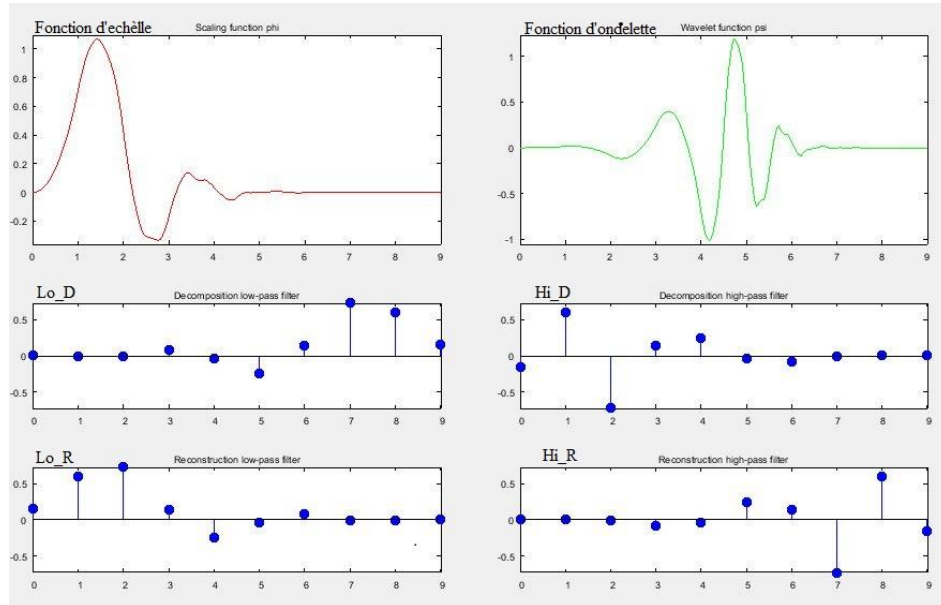 Fonction d'echèlle
Scaling function phi
1
0.8
0.6
0.4
0.2
0
-0.2
0 1 2 3 4 5 6 7 8 9
Fonction d'ondelette
Wavelet function psi
1
0.5
0
-0.5
-1
0 1 2 3 4 5 6 7 8 9
Lo_D
Decomposition low-pass filter
0.5
0
-0.5
0 1 2 3 4 5 6 7 8 9
Hi_D
Decomposition high-pass filter
0.5
0
-0.5
0 1 2 3 4 5 6 7 8 9
Lo_R
Reconstruction low-pass filter
0.5
0
-0.5
0 1 2 3 4 5 6 7 8 9
Hi_R
Reconstruction high-pass filter
0.5
0
-0.5
0 1 2 3 4 5 6 7 8 9